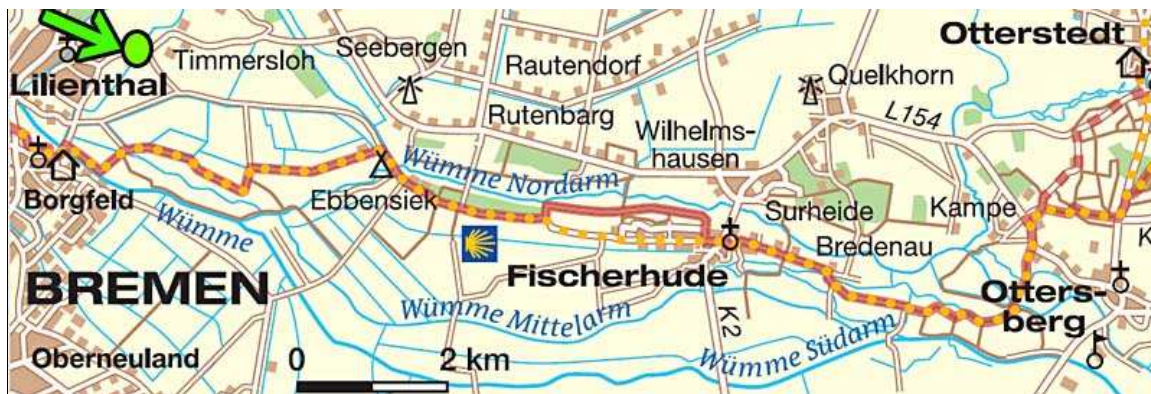 Otterstedt
Lilienthal
Timmersloh
Seebergen
Rautendorf
Quelkhorn
Rutenbarg
L154
Wilhelms-
hausen
Wümme Nordarm
Borgfeld
Ebbensiek
Wümme
Surheide
Kampe
Bredenau
K
Fischerhude
BREMEN
Otters-
berg
Wümme Mittelarm
K2
Wümme Südarm
Oberneuland
0 2 km